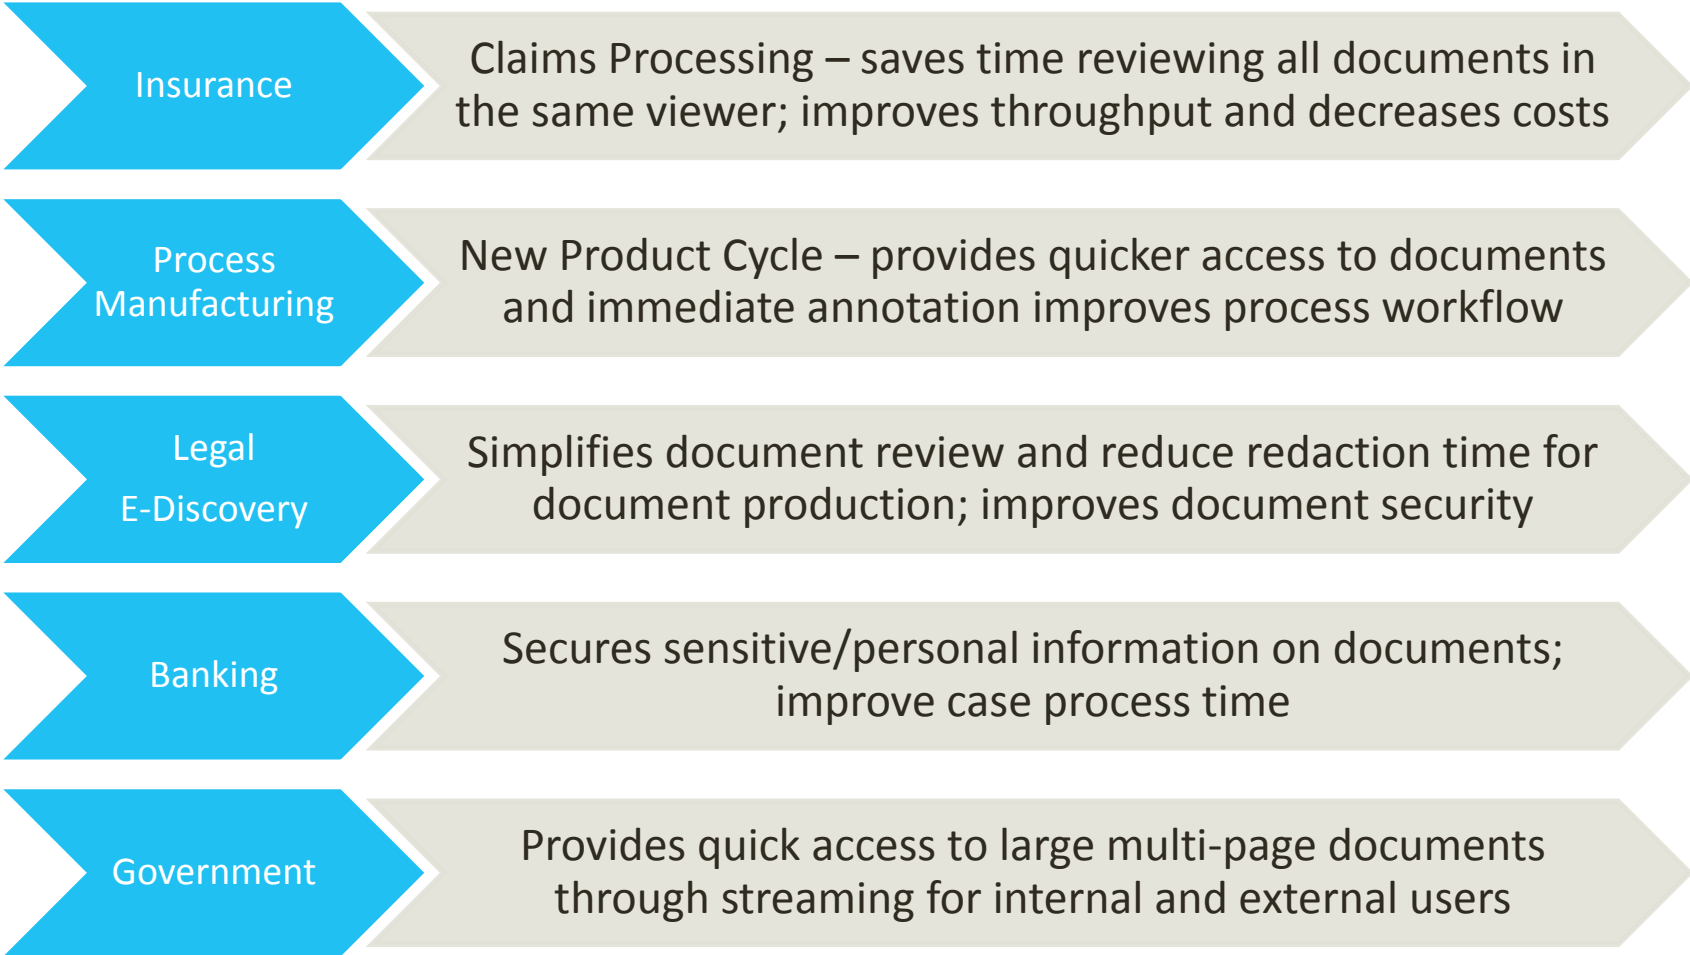 Insurance
Claims Processing – saves time reviewing all documents in
the same viewer; improves throughput and decreases costs
Process
Manufacturing
New Product Cycle – provides quicker access to documents
and immediate annotation improves process workflow
Legal
E-Discovery
Simplifies document review and reduce redaction time for
document production; improves document security
Banking
Secures sensitive/personal information on documents;
improve case process time
Government
Provides quick access to large multi-page documents
through streaming for internal and external users